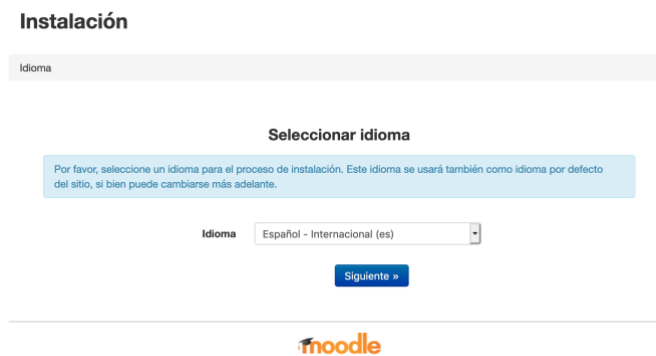 Instalación
Idioma
Seleccionar idioma
Por favor, seleccione un idioma para el proceso de instalación. Este idioma se usará también como idioma por defecto
del sitio, si bien puede cambiarse más adelante.
Idioma Español - Internacional (es)
Siguiente »
moodle